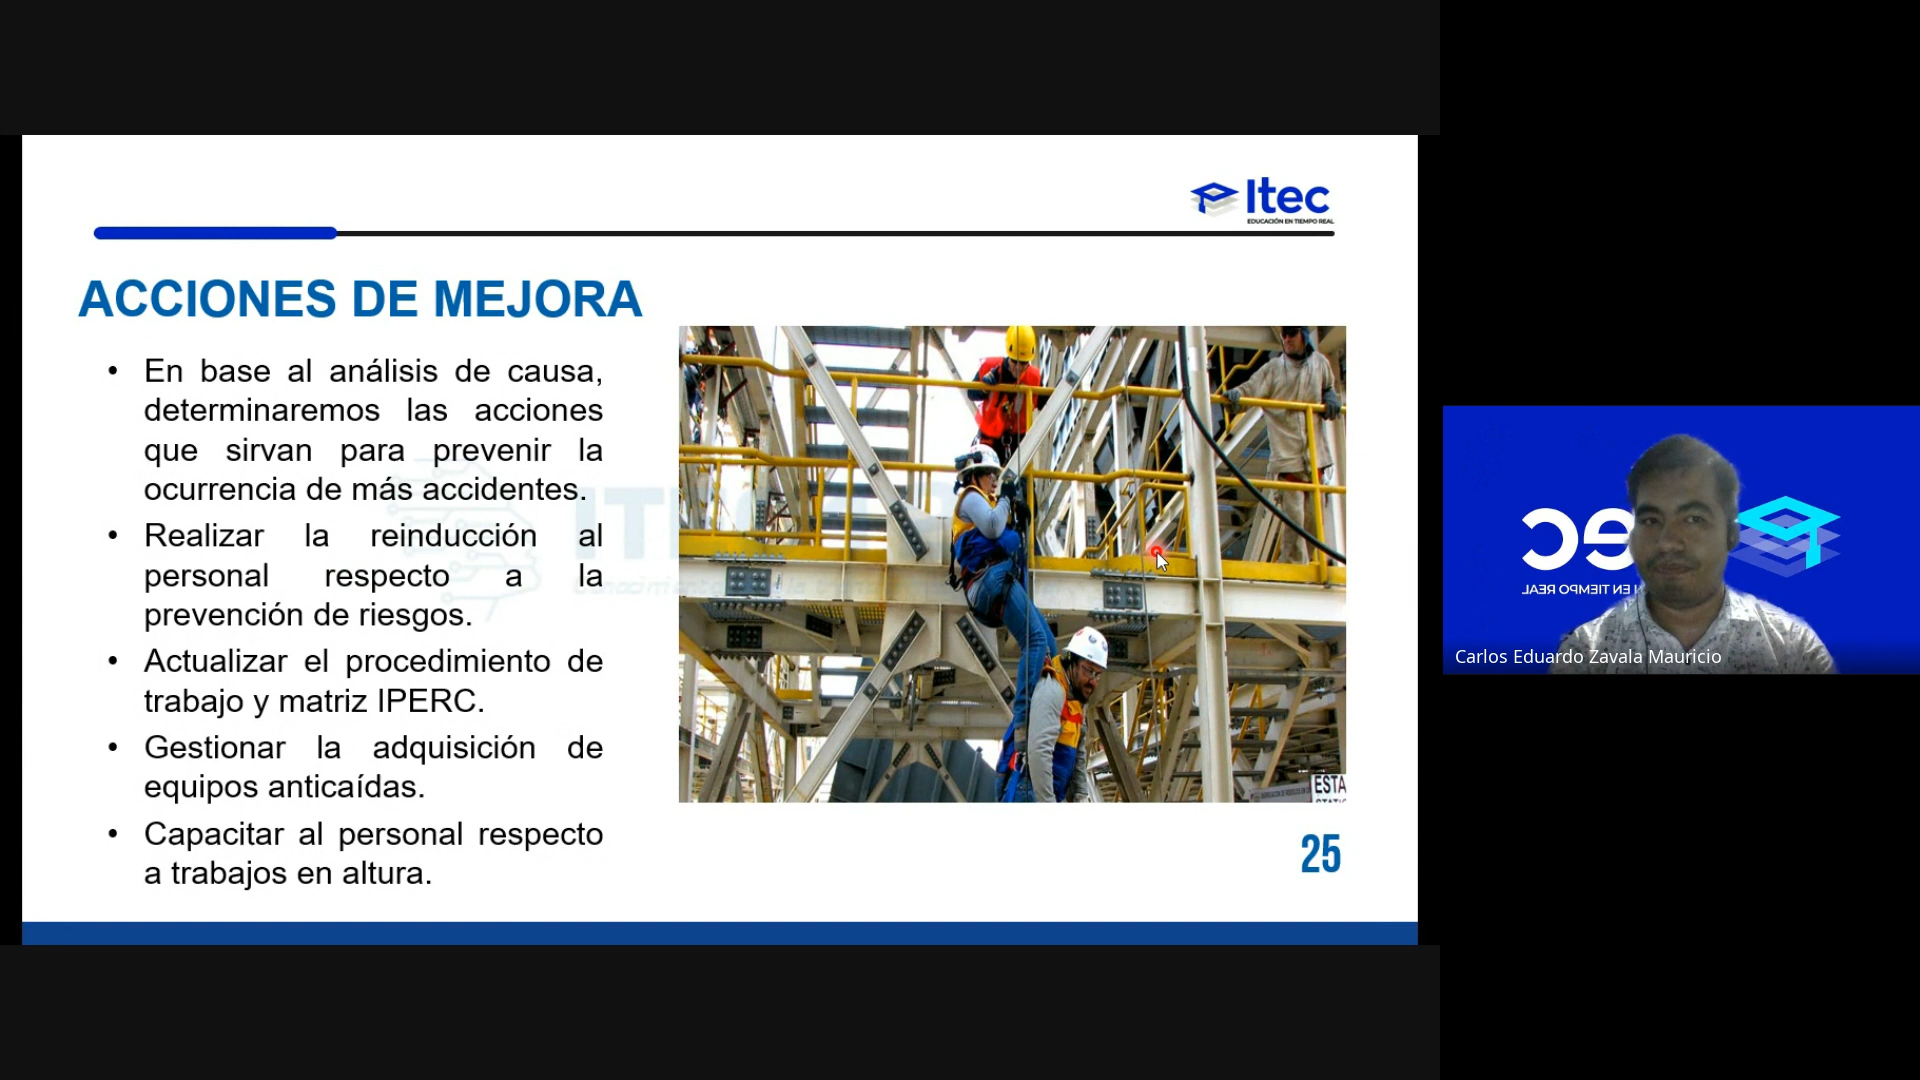 Itec
EDUCACIÓN EN TIEMPO REAL
ACCIONES DE MEJORA
• En base al análisis de causa,
determinaremos las acciones
que sirvan para prevenir la
ocurrencia de más accidentes.
• Realizar la reinducción al
personal respecto a la
prevención de riesgos.
• Actualizar el procedimiento de
trabajo y matriz IPERC.
• Gestionar la adquisición de
equipos anticaídas.
• Capacitar al personal respecto
a trabajos en altura.
ESTA
25
EN TIEMPO REAL
Carlos Eduardo Zavala Mauricio